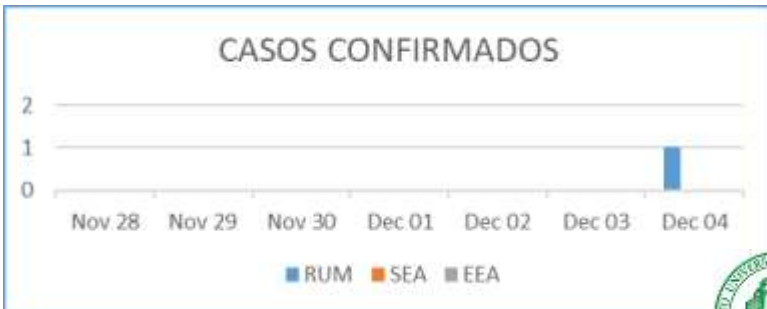 CASOS CONFIRMADOS
2
1
0
Nov 28 Nov 29 Nov 30 Dec 01 Dec 02 Dec 03 Dec 04
RUM SEA EEA